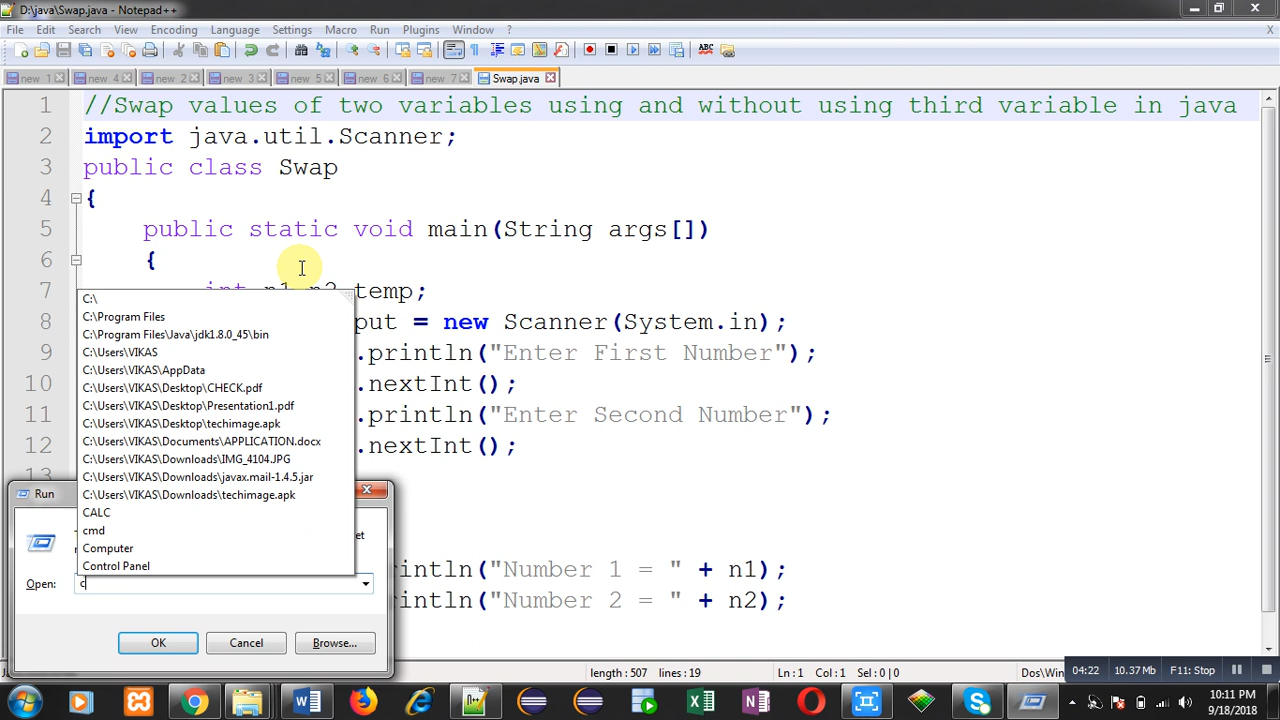 D:\java\Swap.java - Notepad++
File Edit Search View Encoding Language Settings Macro Run Plugins Window ? X
new 1 new 4 new 2 new 3 new 5 new 6 new 7 Swap.java
1 //Swap values of two variables using and without using third variable in java
2 import java.util.Scanner;
3 public class Swap
4 {
5 public static void main(String args[])
6 {
7 int n1 n2 temp;
8 put = new Scanner(System.in);
9 .println("Enter First Number");
10 .nextInt();
11 .println("Enter Second Number");
12 .nextInt();
13
println("Number 1 = " + n1);
println("Number 2 = " + n2);
C:\
C:\Program Files
C:\Program Files\Java\jdk1.8.0_45\bin
C:\Users\VIKAS
C:\Users\VIKAS\AppData
C:\Users\VIKAS\Desktop\CHECK.pdf
C:\Users\VIKAS\Desktop\Presentation1.pdf
C:\Users\VIKAS\Desktop\techimage.apk
C:\Users\VIKAS\Documents\APPLICATION.docx
C:\Users\VIKAS\Downloads\IMG_4104.JPG
C:\Users\VIKAS\Downloads\javax.mail-1.4.5.jar
C:\Users\VIKAS\Downloads\techimage.apk
CALC
cmd
Computer
Control Panel
Run
et
Open: c
OK Cancel Browse...
length : 507 lines : 19 Ln : 1 Col : 1 Sel : 0 | 0 Dos\Win
04:22 10.37 Mb F11: Stop
10:11 PM
9/18/2018